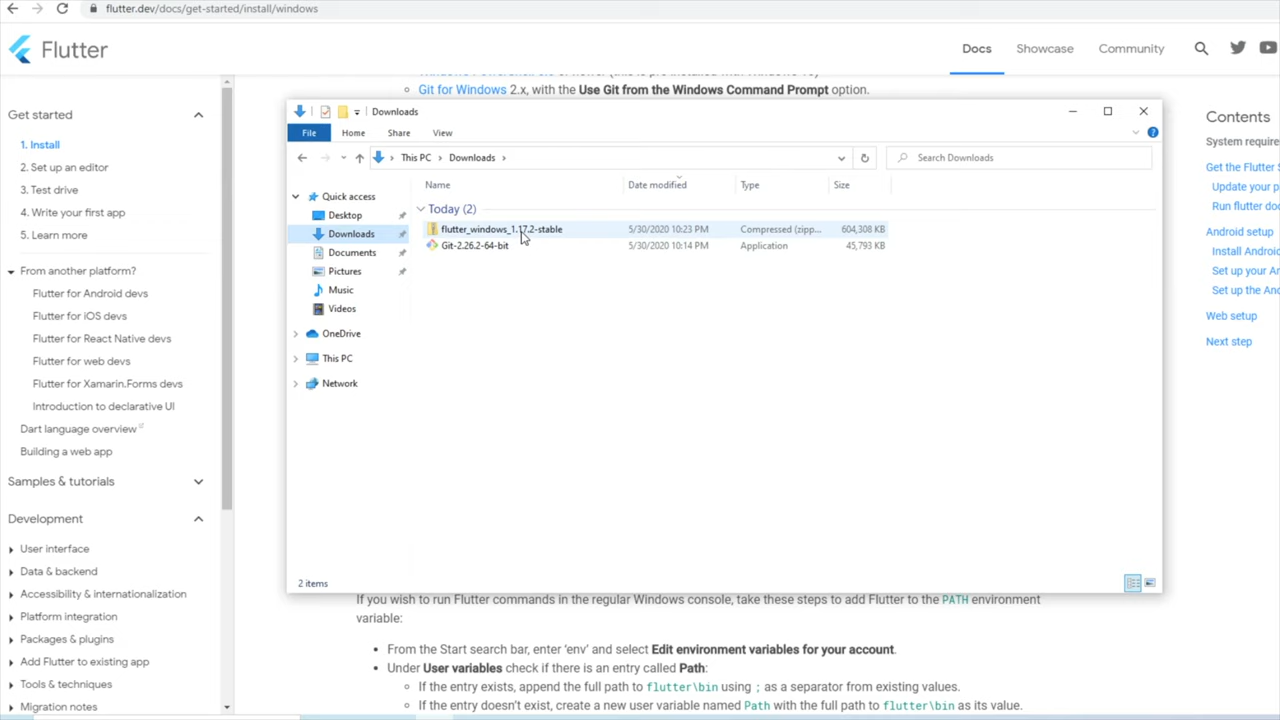 flutter.dev/docs/get-started/install/windows
Flutter
Docs
Showcase
Community
Get started
1. Install
2. Set up an editor
3. Test drive
4. Write your first app
5. Learn more
From another platform?
Flutter for Android devs
Flutter for iOS devs
Flutter for React Native devs
Flutter for web devs
Flutter for Xamarin.Forms devs
Introduction to declarative UI
Dart language overview
Building a web app
Samples & tutorials
Development
User interface
Data & backend
Accessibility & internationalization
Platform integration
Packages & plugins
Add Flutter to existing app
Tools & techniques
Migration notes
Git for Windows 2.x, with the Use Git from the Windows Command Prompt option.
Downloads
File
Home
Share
View
This PC
Downloads
Search Downloads
Quick access
Desktop
Downloads
Documents
Pictures
Music
Videos
OneDrive
This PC
Network
Name
Date modified
Type
Size
Today (2)
flutter_windows_1.17.2-stable 5/30/2020 10:23 PM Compressed (zipp... 604,308 KB
Git-2.26.2-64-bit 5/30/2020 10:14 PM Application 45,793 KB
2 items
If you wish to run Flutter commands in the regular Windows console, take these steps to add Flutter to the PATH environment
variable:
• From the Start search bar, enter ‘env’ and select Edit environment variables for your account.
• Under User variables check if there is an entry called Path:
If the entry exists, append the full path to flutter\bin using ; as a separator from existing values.
If the entry doesn’t exist, create a new user variable named Path with the full path to flutter\bin as its value.
Contents
System require
Get the Flutter S
Update your p
Run flutter doc
Android setup
Install Android
Set up your An
Set up the And
Web setup
Next step